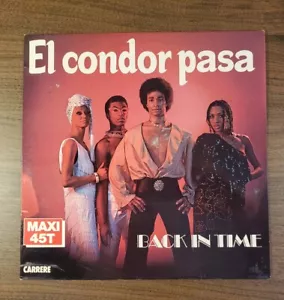 El condor pasa
MAXI
45T
BACK IN TIME
CARRERE